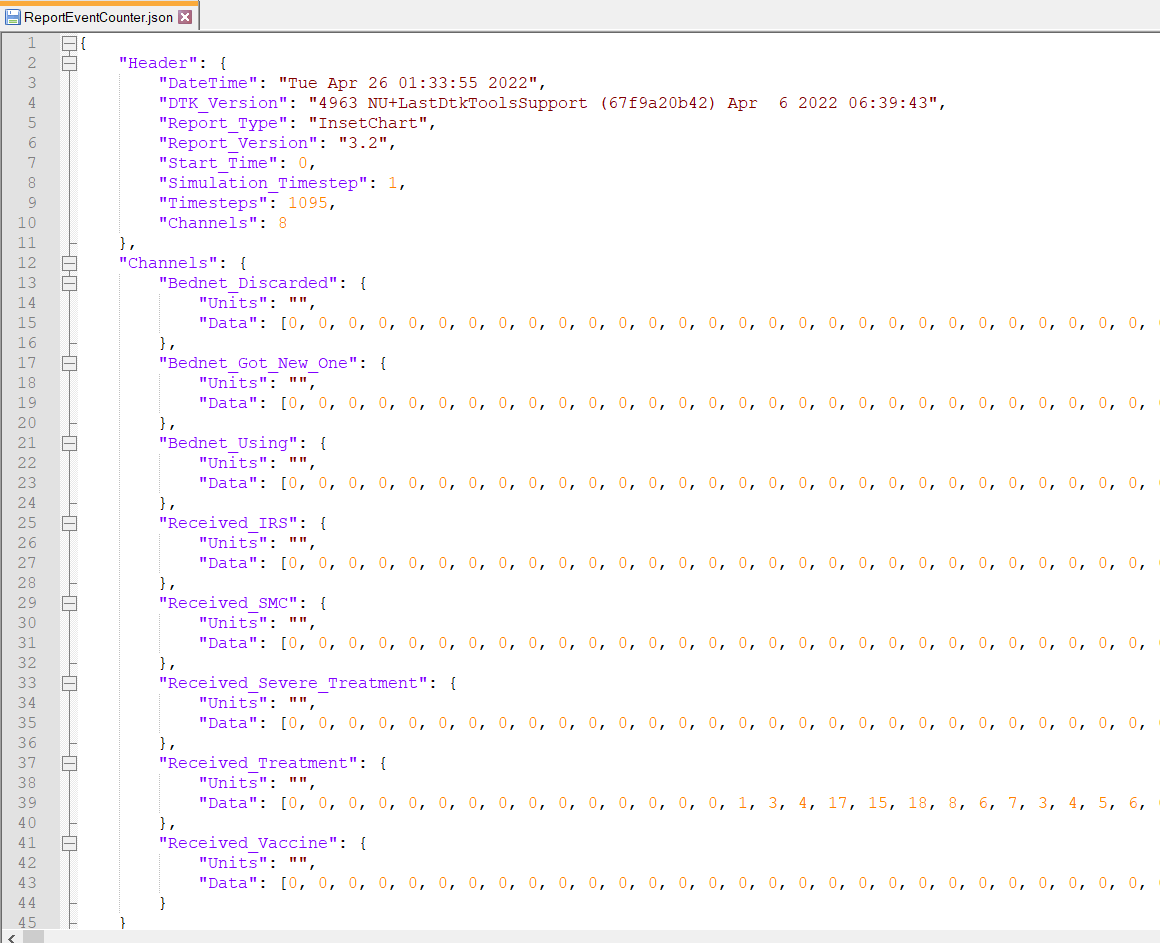 ReportEventCounter.json
1 {
2 "Header": {
3 "DateTime": "Tue Apr 26 01:33:55 2022",
4 "DTK_Version": "4963 NU+LastDtkToolsSupport (67f9a20b42) Apr  6 2022 06:39:43",
5 "Report_Type": "InsetChart",
6 "Report_Version": "3.2",
7 "Start_Time": 0,
8 "Simulation_Timestep": 1,
9 "Timesteps": 1095,
10 "Channels": 8
11 },
12 "Channels": {
13 "Bednet_Discarded": {
14 "Units": "",
15 "Data": [0, 0, 0, 0, 0, 0, 0, 0, 0, 0, 0, 0, 0, 0, 0, 0, 0, 0, 0, 0, 0, 0, 0, 0, 0, 0, 0, 0, 0,
16 },
17 "Bednet_Got_New_One": {
18 "Units": "",
19 "Data": [0, 0, 0, 0, 0, 0, 0, 0, 0, 0, 0, 0, 0, 0, 0, 0, 0, 0, 0, 0, 0, 0, 0, 0, 0, 0, 0, 0, 0,
20 },
21 "Bednet_Using": {
22 "Units": "",
23 "Data": [0, 0, 0, 0, 0, 0, 0, 0, 0, 0, 0, 0, 0, 0, 0, 0, 0, 0, 0, 0, 0, 0, 0, 0, 0, 0, 0, 0, 0,
24 },
25 "Received_IRS": {
26 "Units": "",
27 "Data": [0, 0, 0, 0, 0, 0, 0, 0, 0, 0, 0, 0, 0, 0, 0, 0, 0, 0, 0, 0, 0, 0, 0, 0, 0, 0, 0, 0, 0,
28 },
29 "Received_SMC": {
30 "Units": "",
31 "Data": [0, 0, 0, 0, 0, 0, 0, 0, 0, 0, 0, 0, 0, 0, 0, 0, 0, 0, 0, 0, 0, 0, 0, 0, 0, 0, 0, 0, 0,
32 },
33 "Received_Severe_Treatment": {
34 "Units": "",
35 "Data": [0, 0, 0, 0, 0, 0, 0, 0, 0, 0, 0, 0, 0, 0, 0, 0, 0, 0, 0, 0, 0, 0, 0, 0, 0, 0, 0, 0, 0,
36 },
37 "Received_Treatment": {
38 "Units": "",
39 "Data": [0, 0, 0, 0, 0, 0, 0, 0, 0, 0, 0, 0, 0, 0, 0, 1, 3, 4, 17, 15, 18, 8, 6, 7, 3, 4, 5, 6,
40 },
41 "Received_Vaccine": {
42 "Units": "",
43 "Data": [0, 0, 0, 0, 0, 0, 0, 0, 0, 0, 0, 0, 0, 0, 0, 0, 0, 0, 0, 0, 0, 0, 0, 0, 0, 0, 0, 0, 0,
44 }
45 }